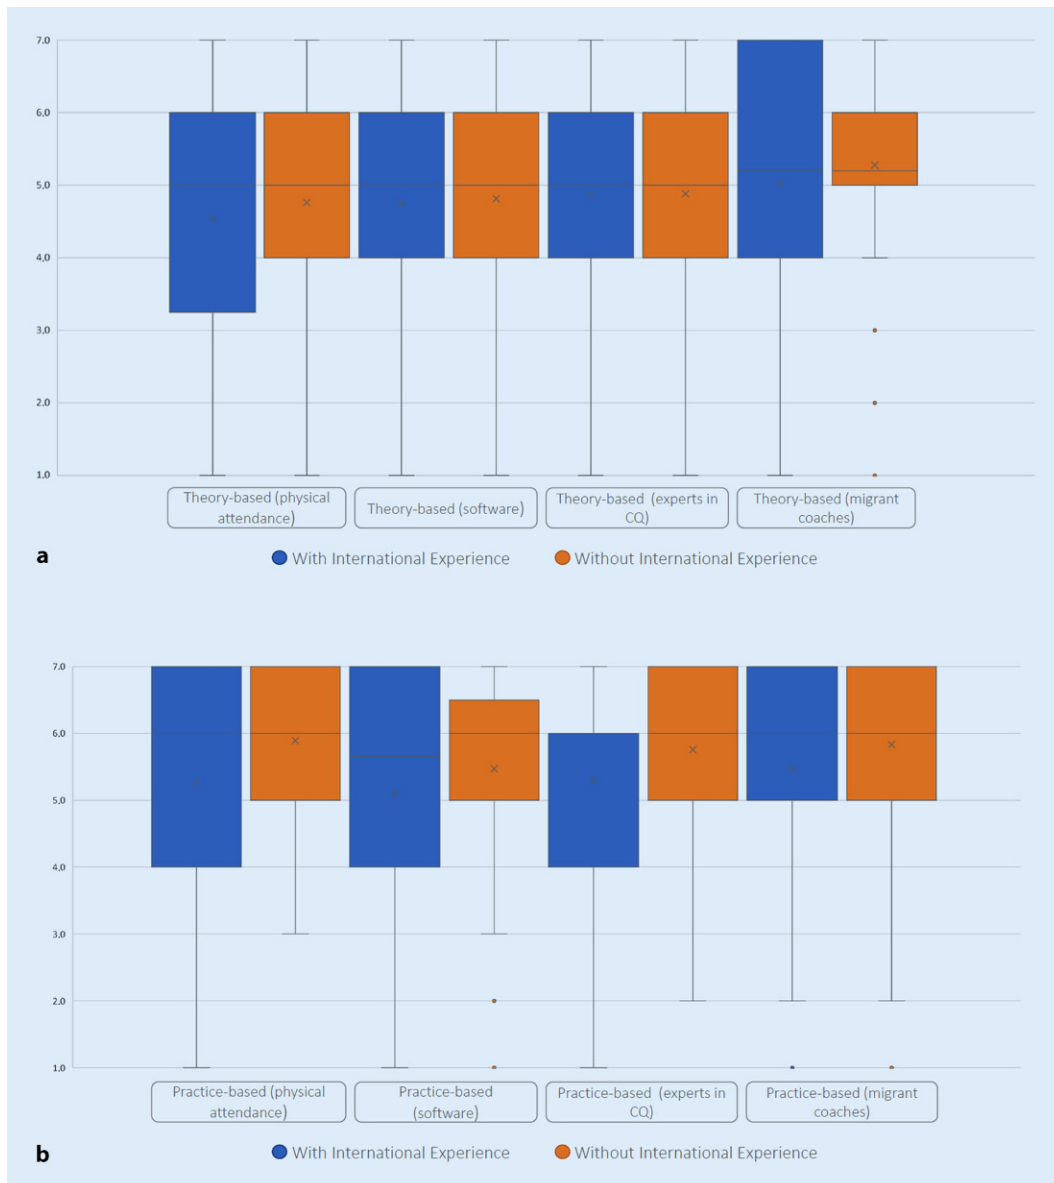 7.0
6,0
5.0
4,0
3,0
2.0
1.0
Theory-based (physical
attendance)
Theory-based (software)
Theory-based (experts in
CQ)
Theory-based (migrant
coaches)
a
With International Experience
Without International Experience
7.0
6.0
5.0
4,0
3,0
2,0
1.0
Practice-based (physical
attendance)
Practice-based
(software)
Practice-based (experts in
CQ)
Practice-based (migrant
coaches)
b
With International Experience
Without International Experience